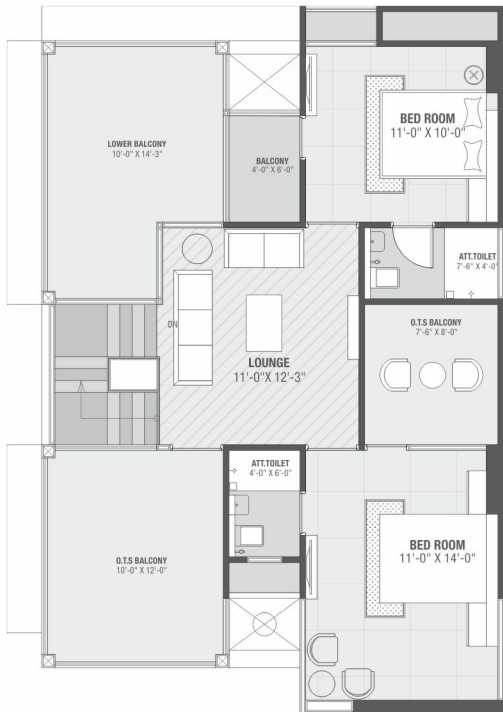 BED ROOM
11'-0" X 10'-0"
LOWER BALCONY
10'-0" X 14'-3"
BALCONY
4'-0" X 6'-0"
ATT.TOILET
7'-6" X 4'-0"
O.T.S BALCONY
7'-6" X 8'-0"
DN
LOUNGE
11'-0"X 12'-3"
ATT.TOILET
4'-0" X 6'-0"
BED ROOM
11'-0" X 14'-0"
O.T.S BALCONY
10'-0" X 12'-0"